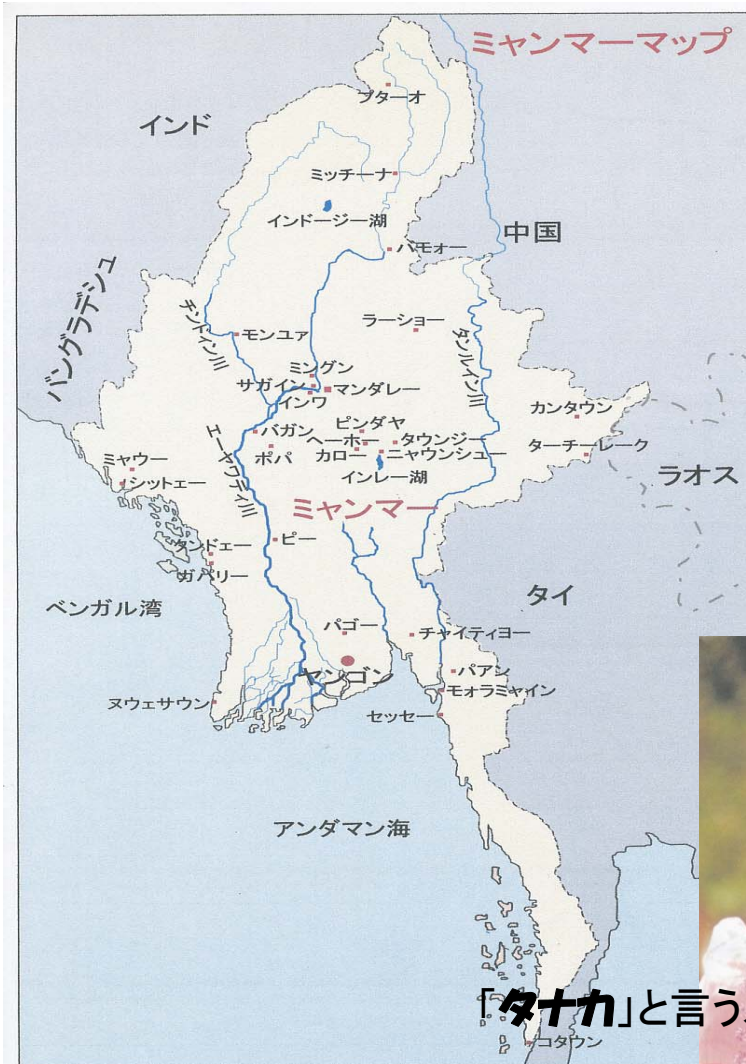 ミャンマーマップ
プターオ
インド
ミッチーナ
インドージー湖
中国
バモォー
バングラデシュ
チンドィン川
モンユァ
ラーショー
タンルイン川
ミングン
サガイン
マンダレー
インワ
カンタウン
バガン
ピンダヤ
ヘーホー
タウンジー
ターチーレーク
ポパ
カロー
ニャウンシュー
ミャウー
シットェー
エーヤワディ川
インレー湖
ラオス
ミャンマー
タンドェー
ピー
ガパリー
タイ
ベンガル湾
バゴー
チャイティヨー
ヤンゴン
パアン
モォラミャイン
ヌウェサウン
セッセー
アンダマン海
「タナカ」と言う
コタウン